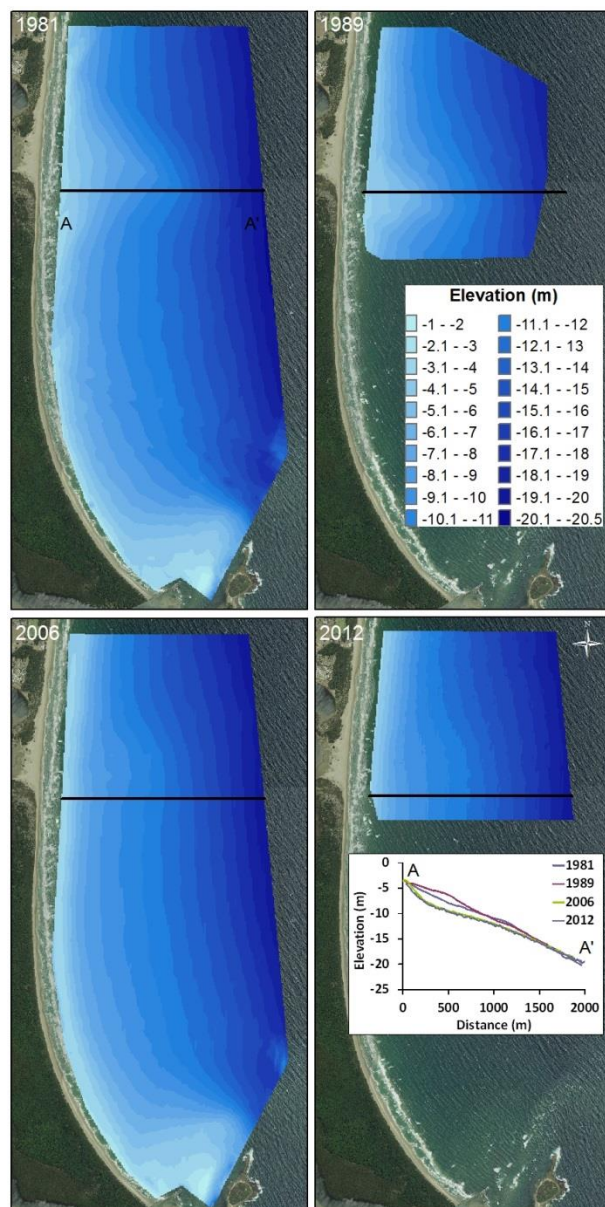 1981
A
A'
1989
Elevation (m)
-1 - -2
-2.1 - -3
-3.1 - -4
-4.1 - -5
-5.1 - -6
-6.1 - -7
-7.1 - -8
-8.1 - -9
-9.1 - -10
-10.1 - -11
-11.1 - -12
-12.1 - 13
-13.1 - -14
-14.1 - -15
-15.1 - -16
-16.1 - -17
-17.1 - -18
-18.1 - -19
-19.1 - -20
-20.1 - -20.5
2006
2012
N
A
A'
1981
1989
2006
2012
0
-5
-10
-15
-20
-25
Elevation (m)
0 500 1000 1500 2000
Distance (m)